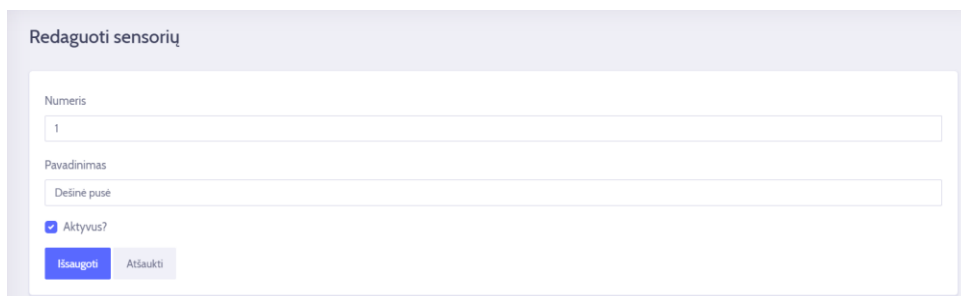 Redaguoti sensorių
Numeris
1
Pavadinimas
Dešinė pusė
Aktyvus?
Išsaugoti Atšaukti